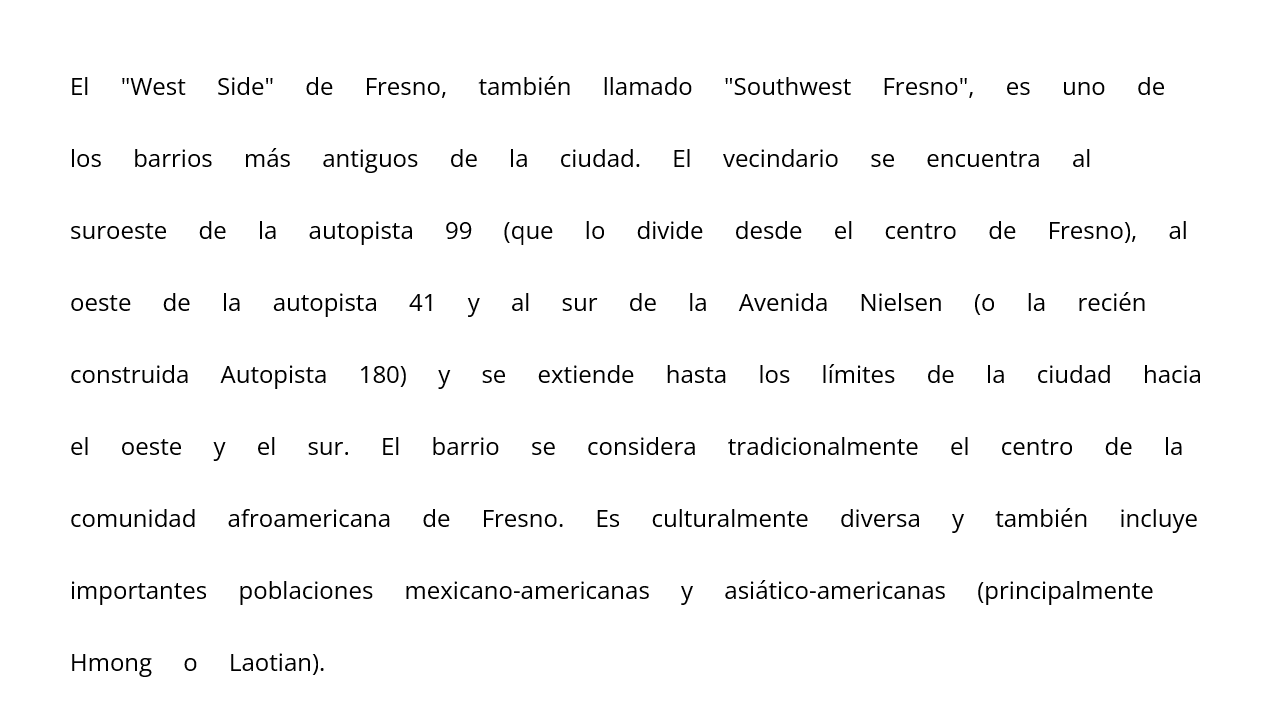 El "West Side" de Fresno, también llamado "Southwest Fresno", es uno de
los barrios más antiguos de la ciudad. El vecindario se encuentra al
suroeste de la autopista 99 (que lo divide desde el centro de Fresno), al
oeste de la autopista 41 y al sur de la Avenida Nielsen (o la recién
construida Autopista 180) y se extiende hasta los límites de la ciudad hacia
el oeste y el sur. El barrio se considera tradicionalmente el centro de la
comunidad afroamericana de Fresno. Es culturalmente diversa y también incluye
importantes poblaciones mexicano-americanas y asiático-americanas (principalmente
Hmong o Laotian).